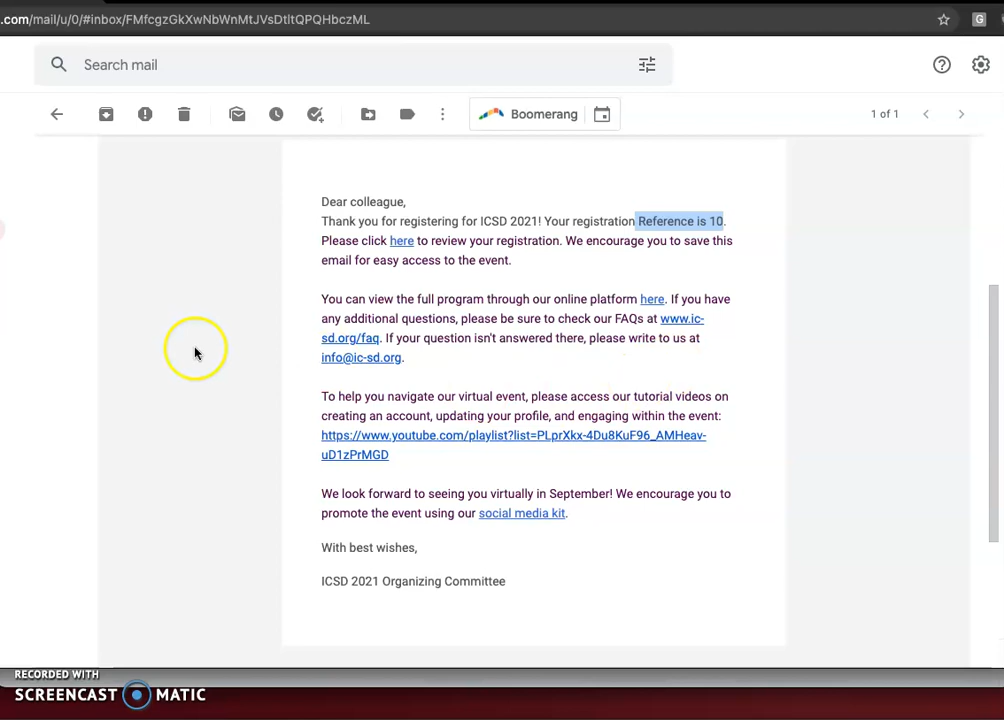 .com/mail/u/0/#inbox/FMfcgzGkXwNbWnMtJVsDtltQPQHbczML
G
Search mail
Boomerang
1 of 1
Dear colleague,
Thank you for registering for ICSD 2021! Your registration Reference is 10.
Please click here to review your registration. We encourage you to save this
email for easy access to the event.
You can view the full program through our online platform here. If you have
any additional questions, please be sure to check our FAQs at www.ic-
sd.org/faq. If your question isn't answered there, please write to us at
info@ic-sd.org.
To help you navigate our virtual event, please access our tutorial videos on
creating an account, updating your profile, and engaging within the event:
https://www.youtube.com/playlist?list=PLprXkx-4Du8KuF96_AMHeav-
uD1zPrMGD
We look forward to seeing you virtually in September! We encourage you to
promote the event using our social media kit.
With best wishes,
ICSD 2021 Organizing Committee
RECORDED WITH
SCREENCAST MATIC